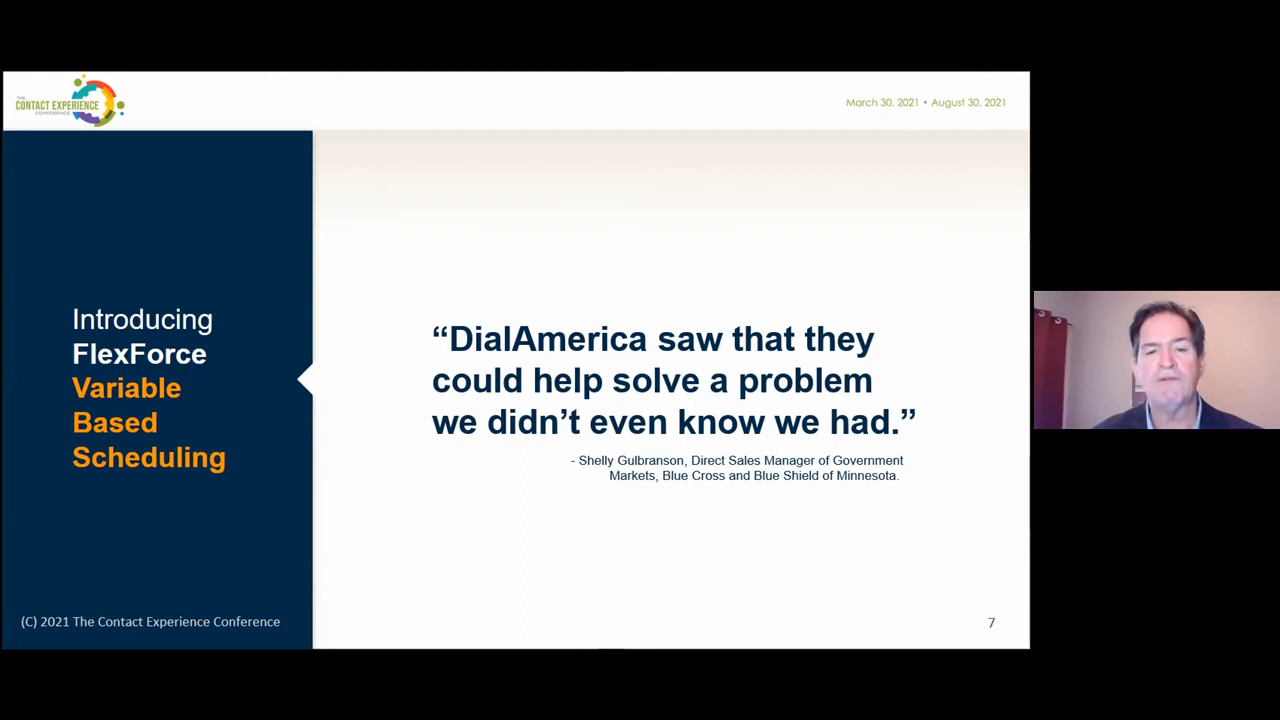 THE
CONTACT EXPERIENCE
CONFERENCE
March 30, 2021 • August 30, 2021
Introducing
FlexForce
Variable
Based
Scheduling
“DialAmerica saw that they
could help solve a problem
we didn’t even know we had.”
- Shelly Gulbranson, Direct Sales Manager of Government
Markets, Blue Cross and Blue Shield of Minnesota.
(C) 2021 The Contact Experience Conference
7